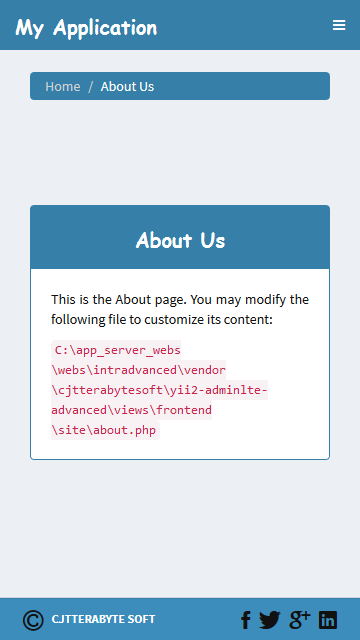 My Application
Home / About Us
About Us
This is the About page. You may modify the
following file to customize its content:
C:\app_server_webs
\webs\intradvanced\vendor
\cjtterabytesoft\yii2-adminlte-
advanced\views\frontend
\site\about.php
© CJTTERABYTE SOFT